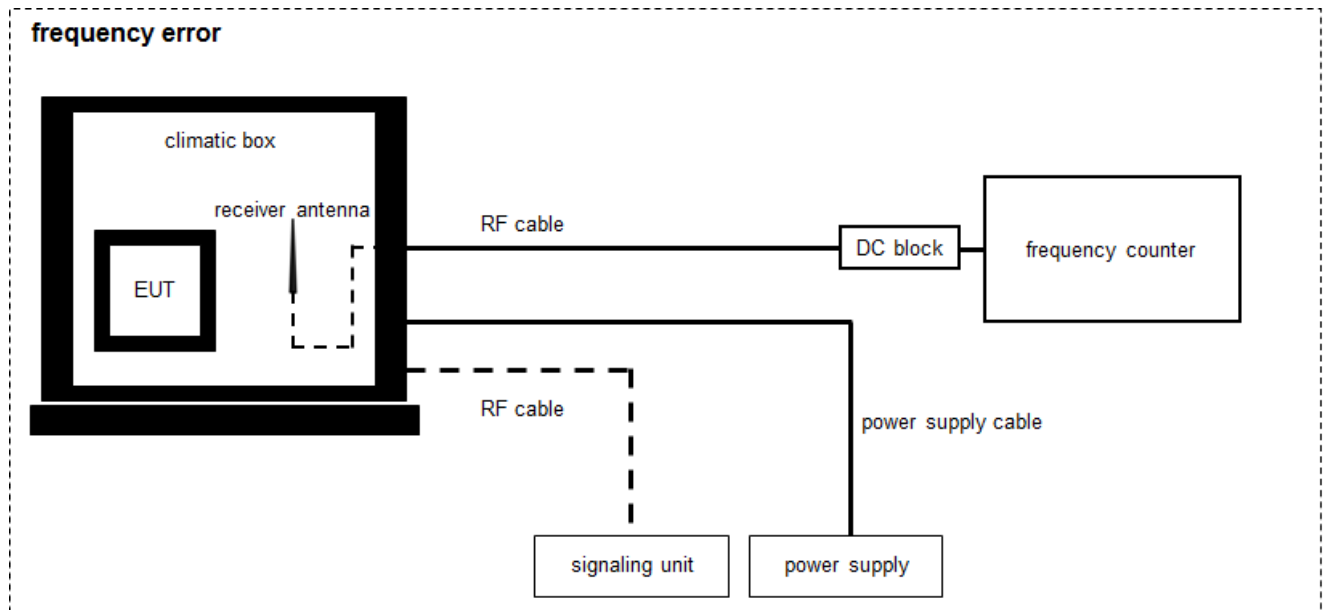 frequency error
climatic box
receiver antenna
RF cable
DC block
frequency counter
EUT
RF cable
power supply cable
signaling unit
power supply